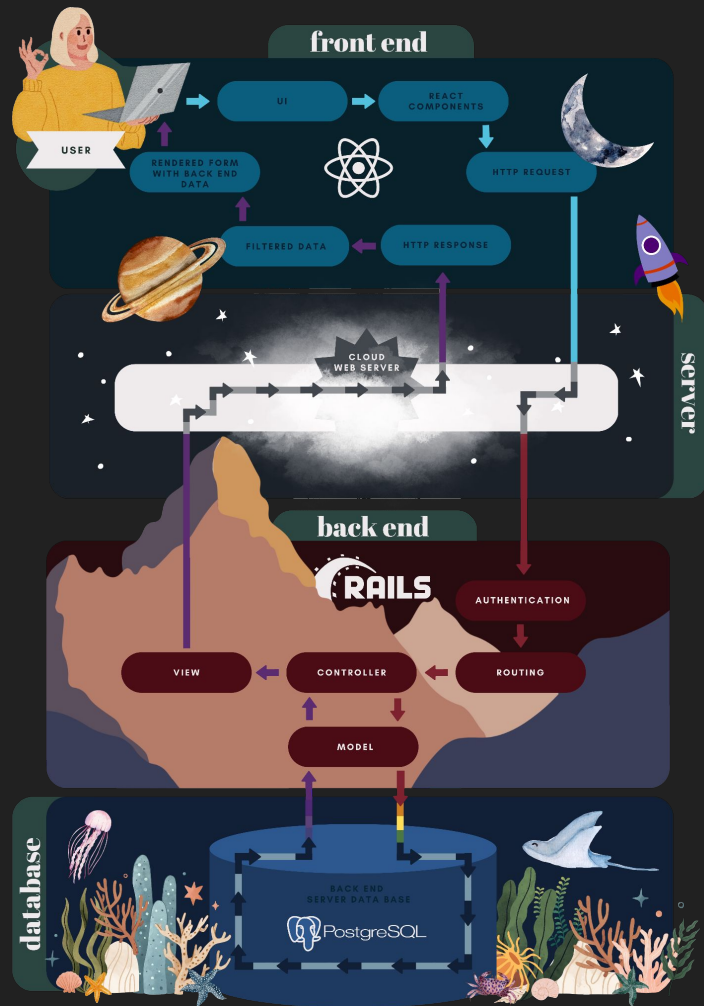 front end
USER
UI
REACT
COMPONENTS
RENDERED FORM
WITH BACK END
DATA
HTTP REQUEST
FILTERED DATA
HTTP RESPONSE
server
CLOUD
WEB SERVER
back end
RAILS
AUTHENTICATION
VIEW
CONTROLLER
ROUTING
MODEL
database
BACK END
SERVER DATA BASE
PostgreSQL